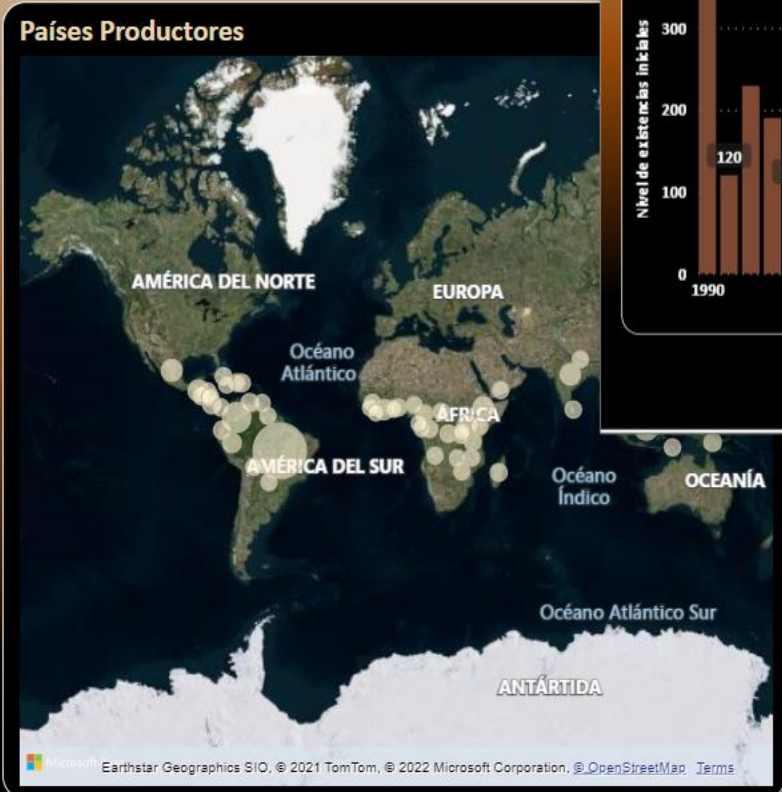 Países Productores
AMÉRICA DEL NORTE
EUROPA
Océano
Atlántico
ÁFRICA
AMÉRICA DEL SUR
Océano
Índico
OCEANÍA
Océano Atlántico Sur
ANTÁRTIDA
Microsoft
Earthstar Geographics SIO, © 2021 TomTom, © 2022 Microsoft Corporation, © OpenStreetMap Terms
Nivel de existencias iniciales
300
200
120
100
0
1990